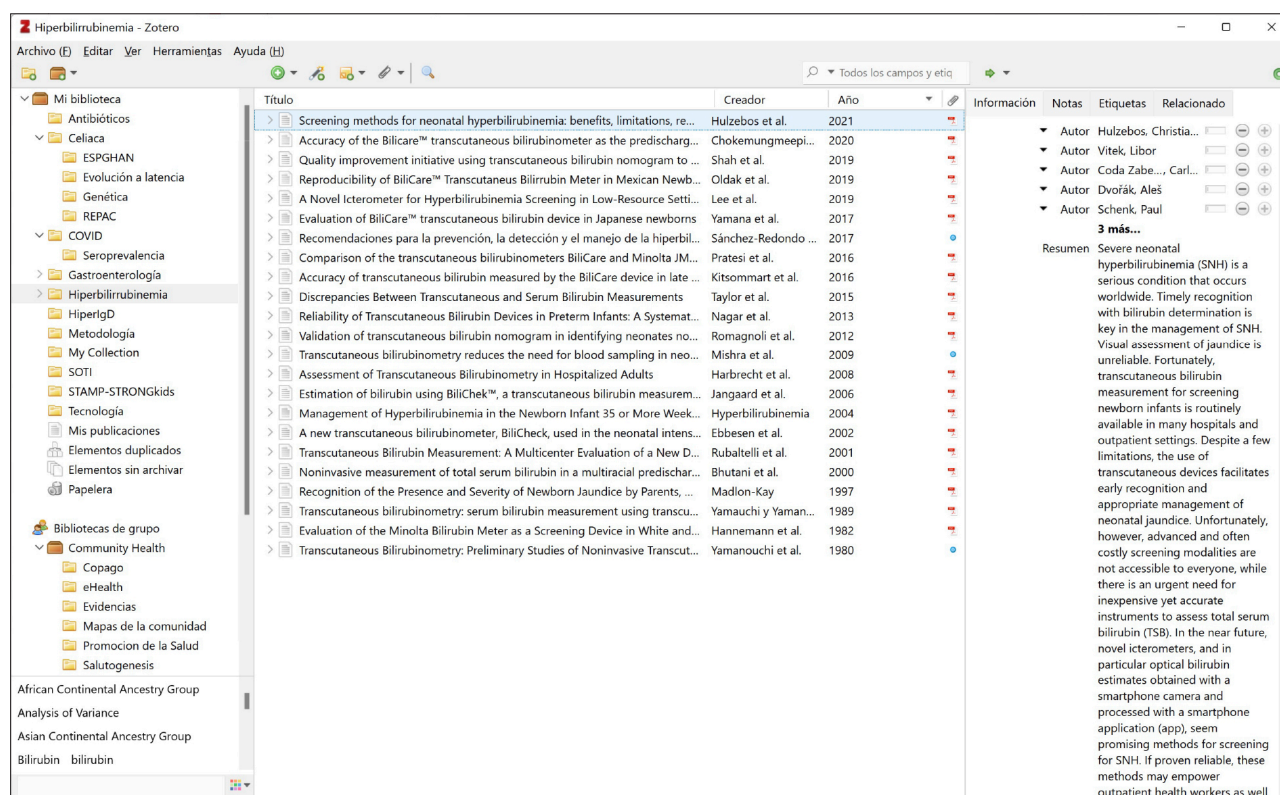 Hiperbilirrubinemia - Zotero
Archivo (F) Editar Ver Herramientas Ayuda (H)
Todos los campos y etiq
Mi biblioteca
Antibióticos
Celiaca
ESPGHAN
Evolución a latencia
Genética
REPAC
COVID
Seroprevalencia
Gastroenterología
Hiperbilirrubinemia
HiperIgD
Metodología
My Collection
SOTI
STAMP-STRONGkids
Tecnología
Mis publicaciones
Elementos duplicados
Elementos sin archivar
Papelera
Bibliotecas de grupo
Community Health
Copago
eHealth
Evidencias
Mapas de la comunidad
Promocion de la Salud
Salutogenesis
African Continental Ancestry Group
Analysis of Variance
Asian Continental Ancestry Group
Bilirubin bilirubin
Título Creador Año
Screening methods for neonatal hyperbilirubinemia: benefits, limitations, re... Hulzebos et al. 2021
Accuracy of the Bilicare™ transcutaneous bilirubinometer as the predischarg... Chokemungmeepi... 2020
Quality improvement initiative using transcutaneous bilirubin nomogram to ... Shah et al. 2019
Reproducibility of BiliCare™ Transcutaneus Bilirrubin Meter in Mexican Newb... Oldak et al. 2019
A Novel Icterometer for Hyperbilirubinemia Screening in Low-Resource Setti... Lee et al. 2019
Evaluation of BiliCare™ transcutaneous bilirubin device in Japanese newborns Yamana et al. 2017
Recomendaciones para la prevención, la detección y el manejo de la hiperbil... Sánchez-Redondo ... 2017
Comparison of the transcutaneous bilirubinometers BiliCare and Minolta JM... Pratesi et al. 2016
Accuracy of transcutaneous bilirubin measured by the BiliCare device in late ... Kitsommart et al. 2016
Discrepancies Between Transcutaneous and Serum Bilirubin Measurements Taylor et al. 2015
Reliability of Transcutaneous Bilirubin Devices in Preterm Infants: A Systemat... Nagar et al. 2013
Validation of transcutaneous bilirubin nomogram in identifying neonates no... Romagnoli et al. 2012
Transcutaneous bilirubinometry reduces the need for blood sampling in neo... Mishra et al. 2009
Assessment of Transcutaneous Bilirubinometry in Hospitalized Adults Harbrecht et al. 2008
Estimation of bilirubin using BiliChek™, a transcutaneous bilirubin measurem... Jangaard et al. 2006
Management of Hyperbilirubinemia in the Newborn Infant 35 or More Week... Hyperbilirubinemia 2004
A new transcutaneous bilirubinometer, BiliCheck, used in the neonatal intens... Ebbesen et al. 2002
Transcutaneous Bilirubin Measurement: A Multicenter Evaluation of a New D... Rubaltelli et al. 2001
Noninvasive measurement of total serum bilirubin in a multiracial predischar... Bhutani et al. 2000
Recognition of the Presence and Severity of Newborn Jaundice by Parents, ... Madlon-Kay 1997
Transcutaneous bilirubinometry: serum bilirubin measurement using transcu... Yamauchi y Yaman... 1989
Evaluation of the Minolta Bilirubin Meter as a Screening Device in White and... Hannemann et al. 1982
Transcutaneous Bilirubinometry: Preliminary Studies of Noninvasive Transcut... Yamanouchi et al. 1980
Información Notas Etiquetas Relacionado
Autor Hulzebos, Christia...
Autor Vitek, Libor
Autor Coda Zabe..., Carl...
Autor Dvořák, Aleš
Autor Schenk, Paul
3 más...
Resumen Severe neonatal
hyperbilirubinemia (SNH) is a
serious condition that occurs
worldwide. Timely recognition
with bilirubin determination is
key in the management of SNH.
Visual assessment of jaundice is
unreliable. Fortunately,
transcutaneous bilirubin
measurement for screening
newborn infants is routinely
available in many hospitals and
outpatient settings. Despite a few
limitations, the use of
transcutaneous devices facilitates
early recognition and
appropriate management of
neonatal jaundice. Unfortunately,
however, advanced and often
costly screening modalities are
not accessible to everyone, while
there is an urgent need for
inexpensive yet accurate
instruments to assess total serum
bilirubin (TSB). In the near future,
novel icterometers, and in
particular optical bilirubin
estimates obtained with a
smartphone camera and
processed with a smartphone
application (app), seem
promising methods for screening
for SNH. If proven reliable, these
methods may empower
outpatient health workers as well